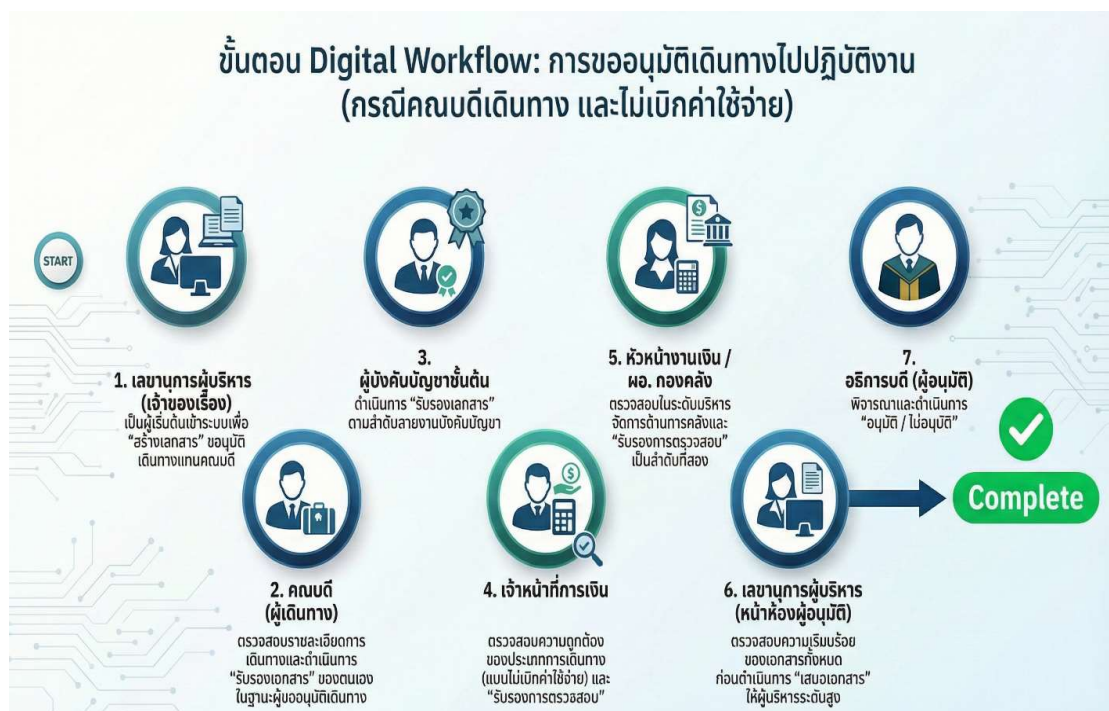 ขั้นตอน Digital Workflow: การขออนุมัติเดินทางไปปฏิบัติงาน
(กรณีคณบดีเดินทาง และไม่เบิกค่าใช้จ่าย)
START
1. เลขานุการผู้บริหาร
(เจ้าของเรื่อง)
เป็นผู้เริ่มต้นเข้าระบบเพื่อ
“สร้างเลกสาร” ขอนุมัติ
เดินทางแทนคณบดี
2. คณบดี
(ผู้เดินทาง)
ตรวจสอบราชละเอียดการ
เดินทางและดำเนินการ
“รับรองเอกสาร” ของตนเอง
ในฐานะผู้ขออนุมัติเดินทาง
3.
ผู้บังคับบัญชาชั้นต้น
ดำเนินการ “รับรองเลกสาร”
ตามลำดับลายงานบังคับบัญชา
4. เจ้าหน้าที่การเงิน
ตรวจสอบความถูกต้อง
ของประเภทการเดินทาง
(แบบไม่เบิกค่าใช้จ่าย) และ
“รับรองการตรวจสอบ”
5. หัวหน้างานเงิน /
ผอ. กองคลัง
ตรวจสอบในระดับบริหาร
จัดการด้านการคลังและ
“รับรองการตรวจสอบ”
เป็นลำดับที่สอง
6. เลขานุการผู้บริหาร
(หน้าห้องผู้อนุมัติ)
ตรวจสอบความเรีมบร้อย
ของเอกสารทั้งหมด
ก่อนดำเนินการ “เสนอเอกสาร”
ให้ผู้บริหารระดับสูง
7.
อธิการบดี (ผู้อนุมัติ)
พิจารณาและดำเนินการ
“อนุมัติ / ไม่อนุมัติ”
Complete